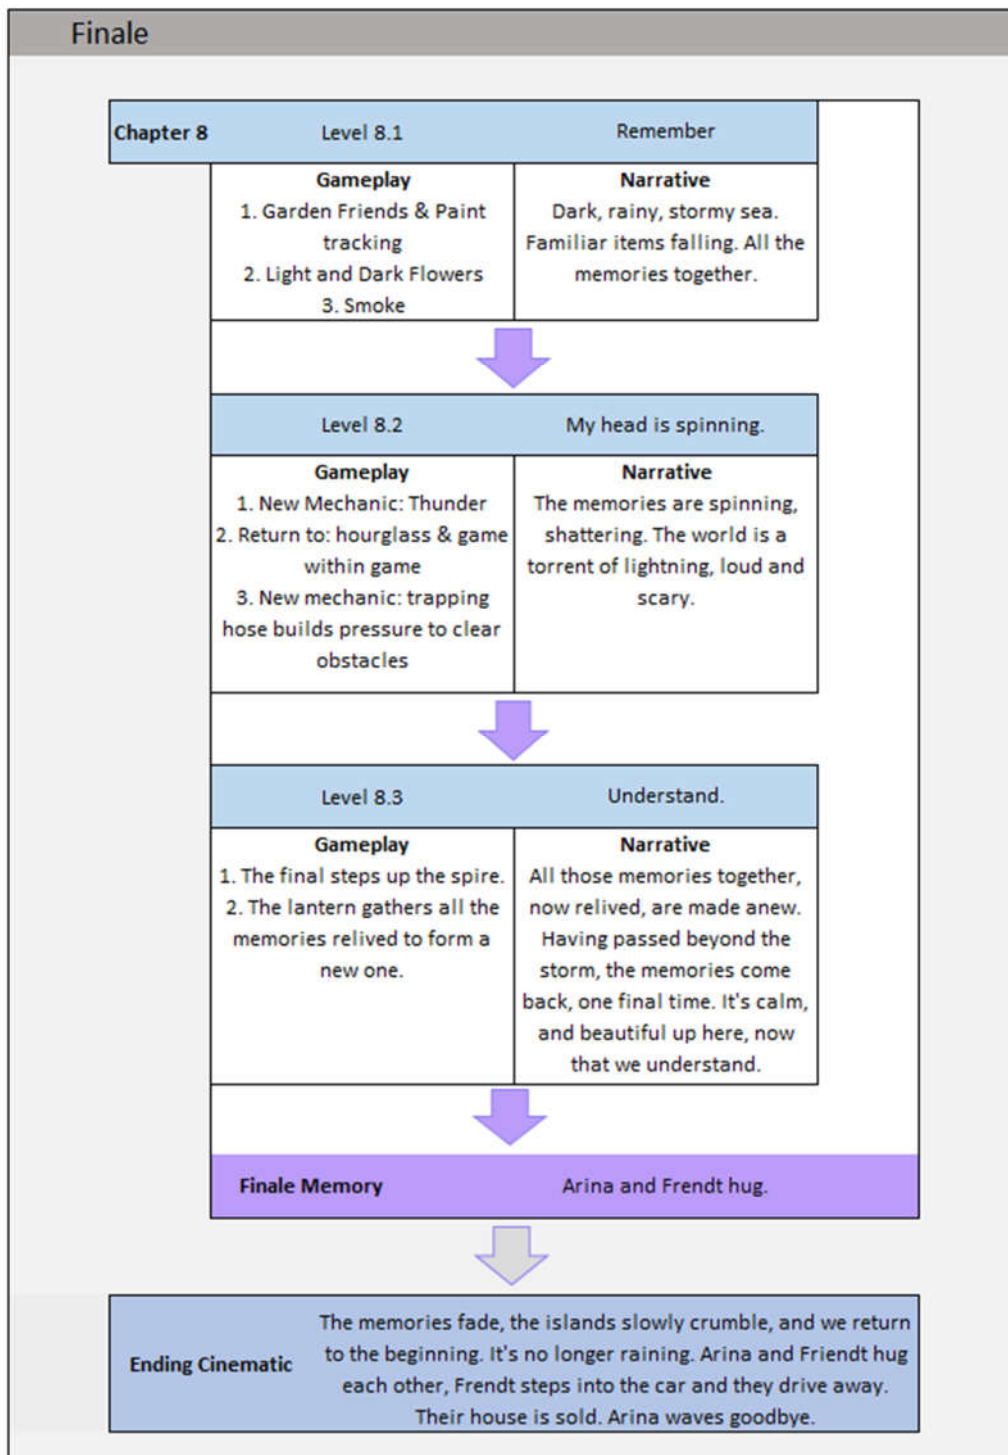 Finale
Chapter 8 Level 8.1 Remember
Gameplay
1. Garden Friends & Paint
tracking
2. Light and Dark Flowers
3. Smoke
Narrative
Dark, rainy, stormy sea.
Familiar items falling. All the
memories together.
Level 8.2 My head is spinning.
Gameplay
1. New Mechanic: Thunder
2. Return to: hourglass & game
within game
3. New mechanic: trapping
hose builds pressure to clear
obstacles
Narrative
The memories are spinning,
shattering. The world is a
torrent of lightning, loud and
scary.
Level 8.3 Understand.
Gameplay
1. The final steps up the spire.
2. The lantern gathers all the
memories relived to form a
new one.
Narrative
All those memories together,
now relived, are made anew.
Having passed beyond the
storm, the memories come
back, one final time. It's calm,
and beautiful up here, now
that we understand.
Finale Memory Arina and Frendt hug.
Ending Cinematic
The memories fade, the islands slowly crumble, and we return
to the beginning. It's no longer raining. Arina and Friendt hug
each other, Frendt steps into the car and they drive away.
Their house is sold. Arina waves goodbye.